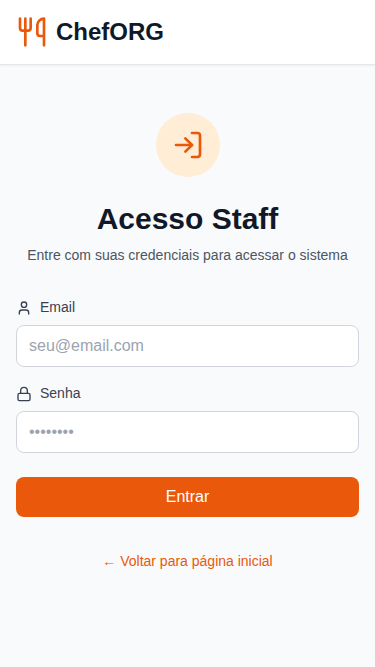 ChefORG
Acesso Staff
Entre com suas credenciais para acessar o sistema
Email
seu@email.com
Senha
••••••••
Entrar
← Voltar para página inicial